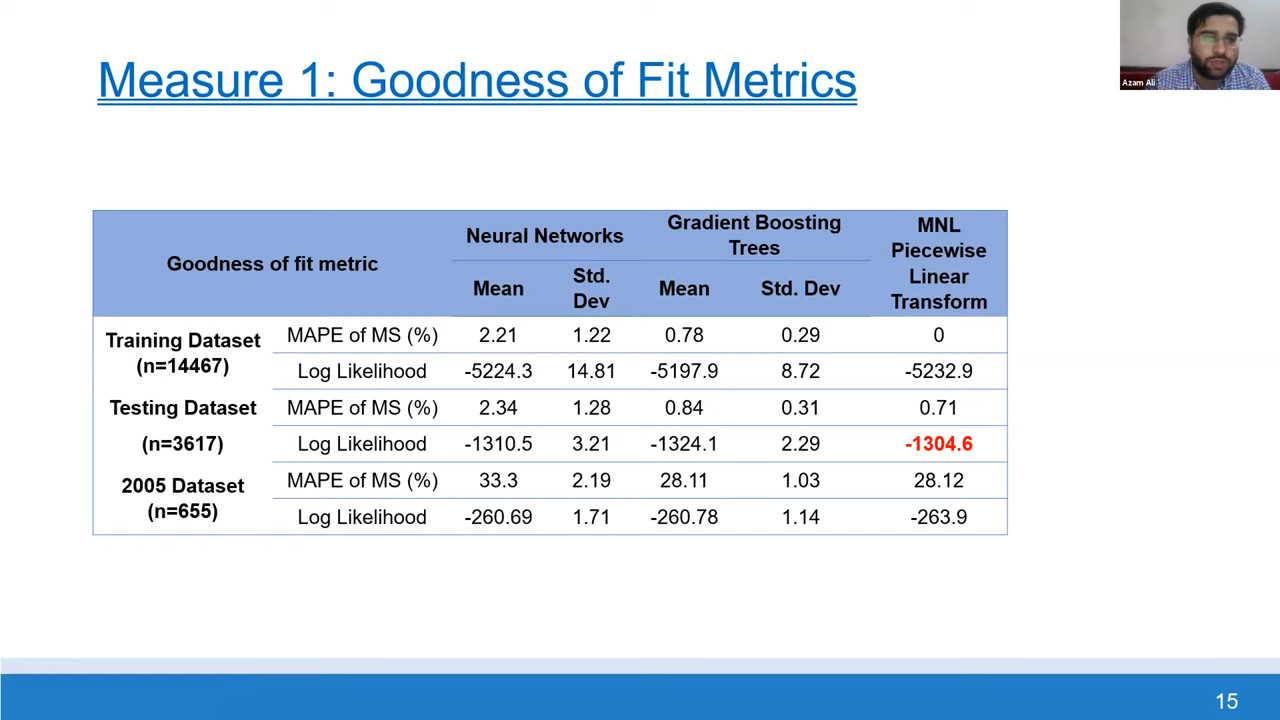 Measure 1: Goodness of Fit Metrics
Azam Ali
Goodness of fit metric
Neural Networks
Gradient Boosting
Trees
MNL
Piecewise
Linear
Transform
Mean
Std.
Dev
Mean
Std. Dev
Training Dataset
(n=14467)
MAPE of MS (%) 2.21 1.22 0.78 0.29 0
Log Likelihood -5224.3 14.81 -5197.9 8.72 -5232.9
Testing Dataset
(n=3617)
MAPE of MS (%) 2.34 1.28 0.84 0.31 0.71
Log Likelihood -1310.5 3.21 -1324.1 2.29 -1304.6
2005 Dataset
(n=655)
MAPE of MS (%) 33.3 2.19 28.11 1.03 28.12
Log Likelihood -260.69 1.71 -260.78 1.14 -263.9
15